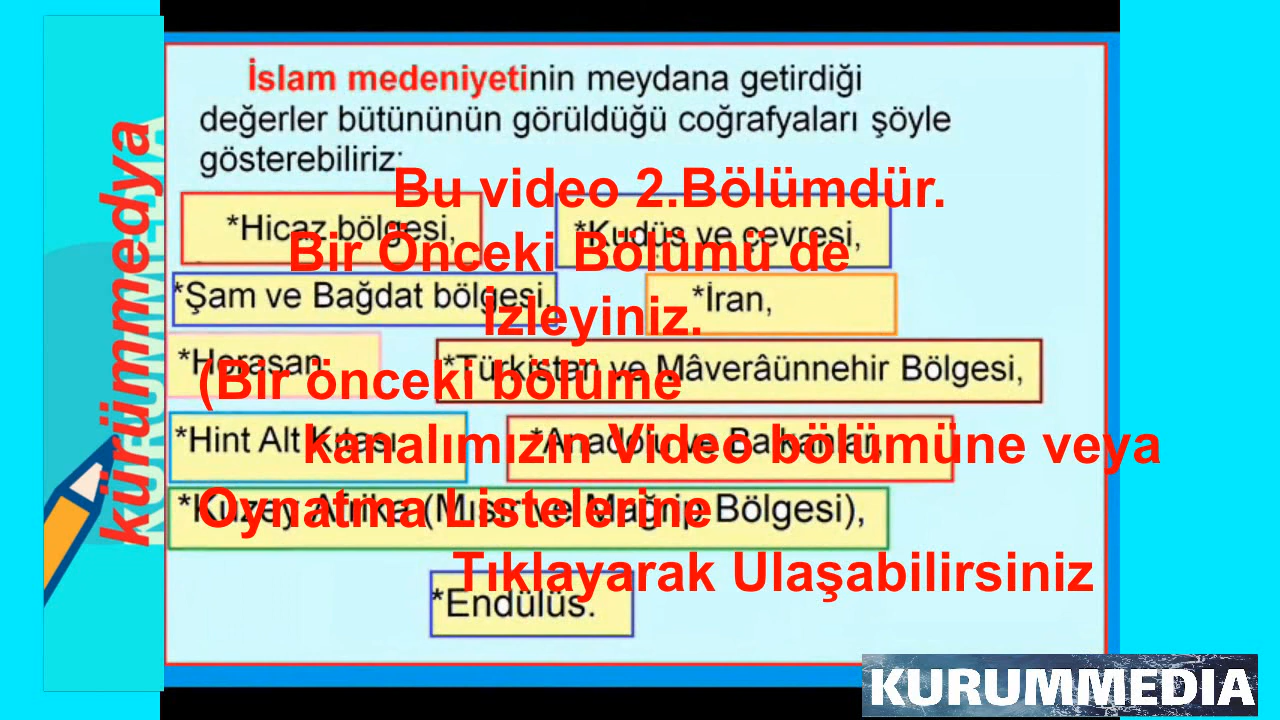 İslam medeniyetinin meydana getirdiği
değerler bütününün görüldüğü coğrafyaları şöyle
gösterebiliriz:
Bu video 2.Bölümdür.
*Hicaz bölgesi,
*Kudüs ve çevresi,
Bir Önceki Bölümü de
*Şam ve Bağdat bölgesi,
*İran,
İzleyiniz.
*Horasan,
*Türkistan ve Mâverâünnehir Bölgesi,
(Bir önceki bölüme
*Hint Alt Kıtası,
*Anadolu ve Balkanlar,
kanalımızın Video bölümüne veya
*Kuzey Afrika (Mısır ve Mağrip Bölgesi),
Oynatma Listelerine
Tıklayarak Ulaşabilirsiniz
*Endülüs.
kürümmedya
KURUMMEDIA